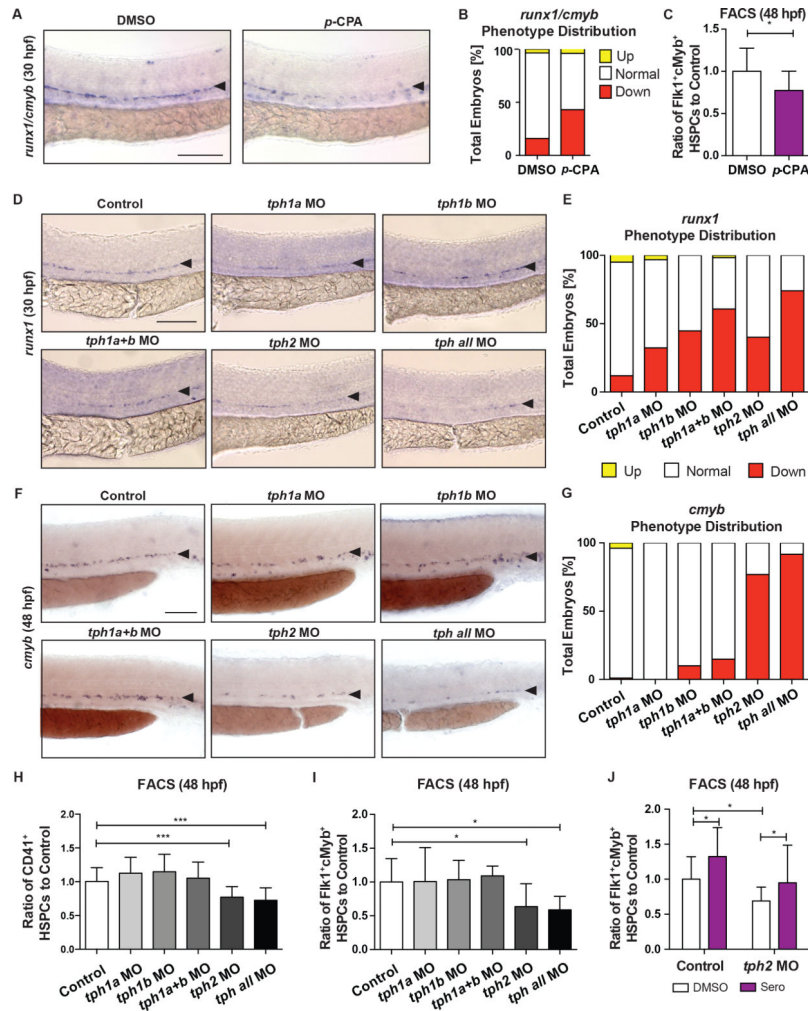 A
DMSO
p-CPA
runx1/cmyb (30 hpf)
B
runx1/cmyb
Phenotype Distribution
Total Embryos [%]
100
50
0
DMSO
p-CPA
Up
Normal
Down
C
FACS (48 hpf)
Ratio of Flk1⁺cMyb⁺
HSPCs to Control
1.5
1.0
0.5
0.0
*
DMSO
p-CPA
D
Control
tph1a MO
tph1b MO
runx1 (30 hpf)
tph1a+b MO
tph2 MO
tph all MO
E
runx1
Phenotype Distribution
Total Embryos [%]
100
50
0
Control
tph1a MO
tph1b MO
tph1a+b MO
tph2 MO
tph all MO
Up
Normal
Down
F
Control
tph1a MO
tph1b MO
cmyb (48 hpf)
tph1a+b MO
tph2 MO
tph all MO
G
cmyb
Phenotype Distribution
Total Embryos [%]
100
50
0
Control
tph1a MO
tph1b MO
tph1a+b MO
tph2 MO
tph all MO
H
FACS (48 hpf)
Ratio of CD41⁺
HSPCs to Control
2.0
1.5
1.0
0.5
0.0
***
***
Control
tph1a MO
tph1b MO
tph1a+b MO
tph2 MO
tph all MO
I
FACS (48 hpf)
Ratio of Flk1⁺cMyb⁺
HSPCs to Control
2.0
1.5
1.0
0.5
0.0
*
*
Control
tph1a MO
tph1b MO
tph1a+b MO
tph2 MO
tph all MO
J
FACS (48 hpf)
Ratio of Flk1⁺cMyb⁺
HSPCs to Control
2.0
1.5
1.0
0.5
0.0
*
*
*
Control
tph2 MO
DMSO
Sero